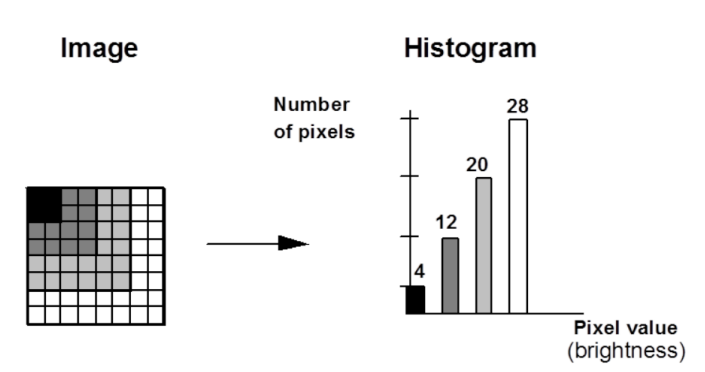 Image
Histogram
Number
of pixels
28
20
12
4
Pixel value
(brightness)